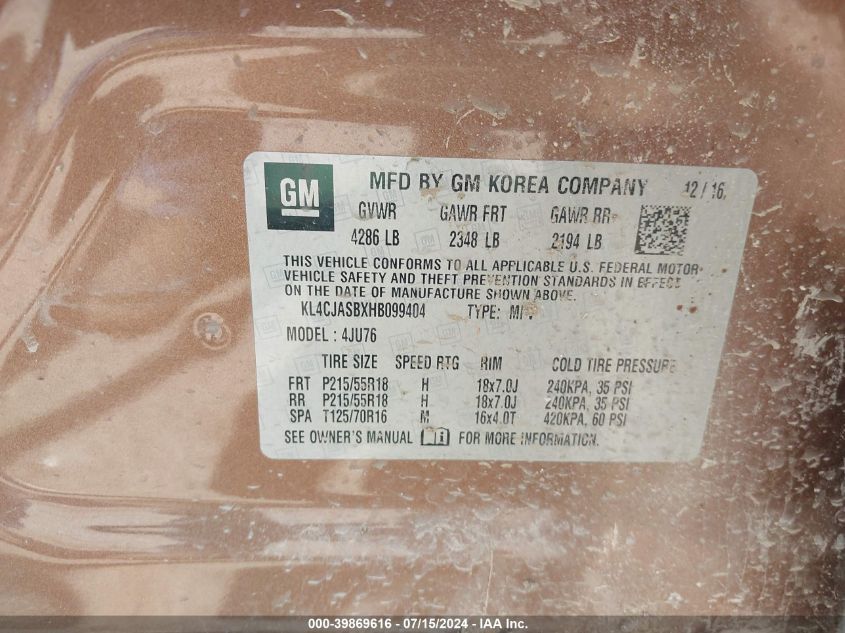 GM
MFD BY GM KOREA COMPANY 12/16
GVWR GAWR FRT GAWR RR
4286 LB 2348 LB 2194 LB
THIS VEHICLE CONFORMS TO ALL APPLICABLE U.S. FEDERAL MOTOR
VEHICLE SAFETY AND THEFT PREVENTION STANDARDS IN EFFECT
ON THE DATE OF MANUFACTURE SHOWN ABOVE.
KL4CJASBXHB099404 TYPE:
MODEL : 4JU76
TIRE SIZE SPEED RTG RIM COLD TIRE PRESSURE
FRT P215/55R18 H 18x7.0J 240KPA, 35 PSI
RR P215/55R18 H 18x7.0J 240KPA, 35 PSI
SPA T125/70R16 M 16x4.0T 420KPA, 60 PSI
SEE OWNER'S MANUAL FOR MORE INFORMATION.
000-39869616 - 07/15/2024 - IAA Inc.